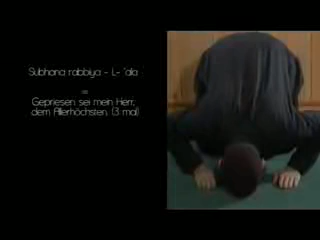 Subhana rabbiya - L- 'ala
=
Gepriesen sei mein Herr,
dem Allerhöchsten. (3 mal)